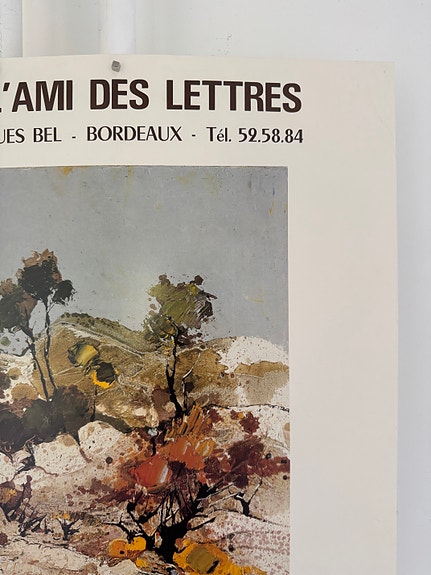 L'AMI DES LETTRES
UES BEL - BORDEAUX - Tél. 52.58.84